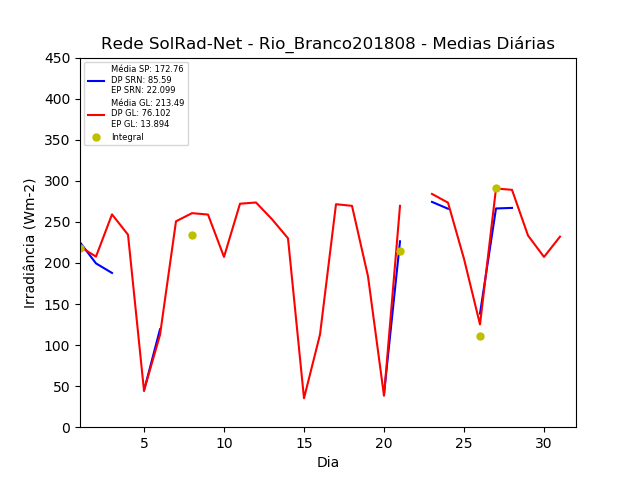 Rede SolRad-Net - Rio_Branco201808 - Medias Diárias
450
400
350
300
250
200
150
100
50
0
Irradiância (Wm-2)
Média SP: 172.76
DP SRN: 85.59
EP SRN: 22.099
Média GL: 213.49
DP GL: 76.102
EP GL: 13.894
Integral
5
10
15
20
25
30
Dia